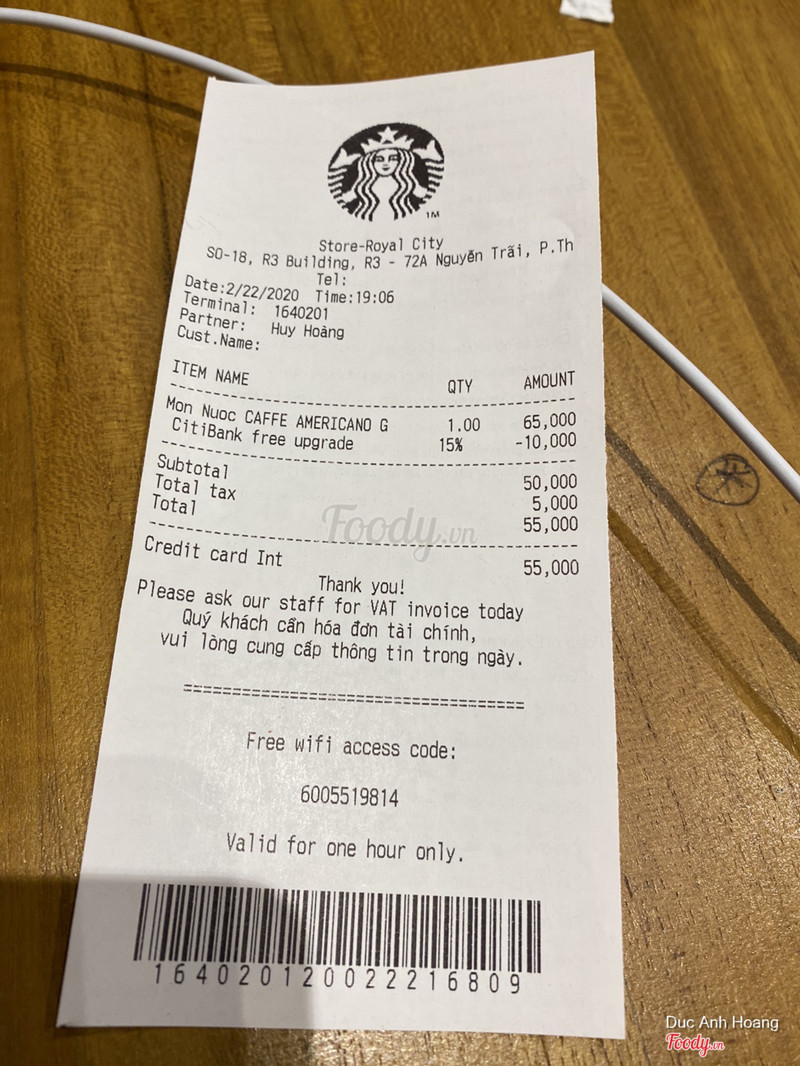 TM
Store-Royal City
SO-18, R3 Building, R3 - 72A Nguyễn Trãi, P.Th
Tel:
Date:2/22/2020 Time:19:06
Terminal: 1640201
Partner: Huy Hoàng
Cust.Name:
ITEM NAME QTY AMOUNT
Mon Nuoc CAFFE AMERICANO G 1.00 65,000
CitiBank free upgrade 15% -10,000
Subtotal 50,000
Total tax 5,000
Total 55,000
Foody.vn
Credit card Int 55,000
Thank you!
Please ask our staff for VAT invoice today
Quý khách cần hóa đơn tài chính,
vui lòng cung cấp thông tin trong ngày.
====================================
Free wifi access code:
6005519814
Valid for one hour only.
164020120022216809
Duc Anh Hoang
Foody.vn